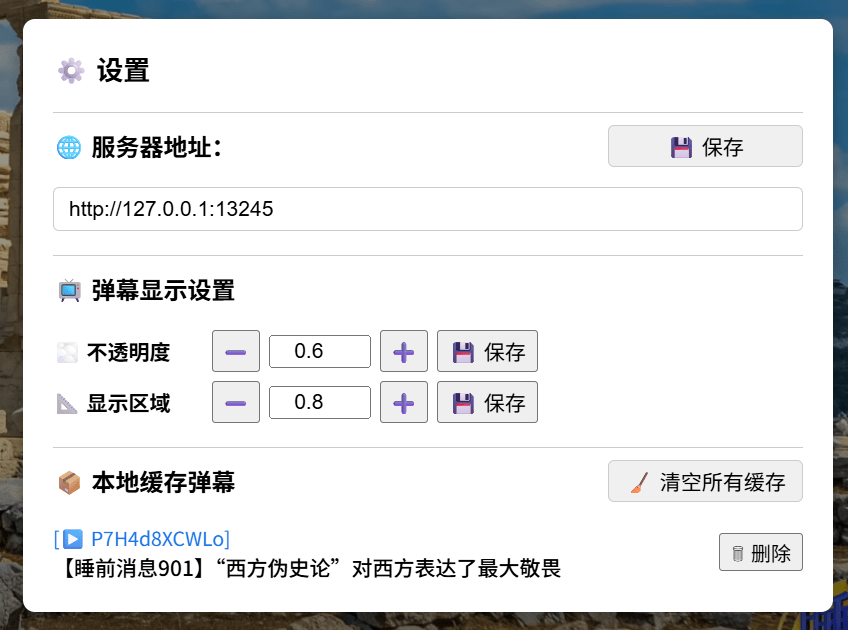 设置
服务器地址：
保存
http://127.0.0.1:13245
弹幕显示设置
不透明度 0.6 保存
显示区域 0.8 保存
本地缓存弹幕
清空所有缓存
[▶ P7H4d8XCWLo]
【睡前消息901】“西方伪史论”对西方表达了最大敬畏
删除